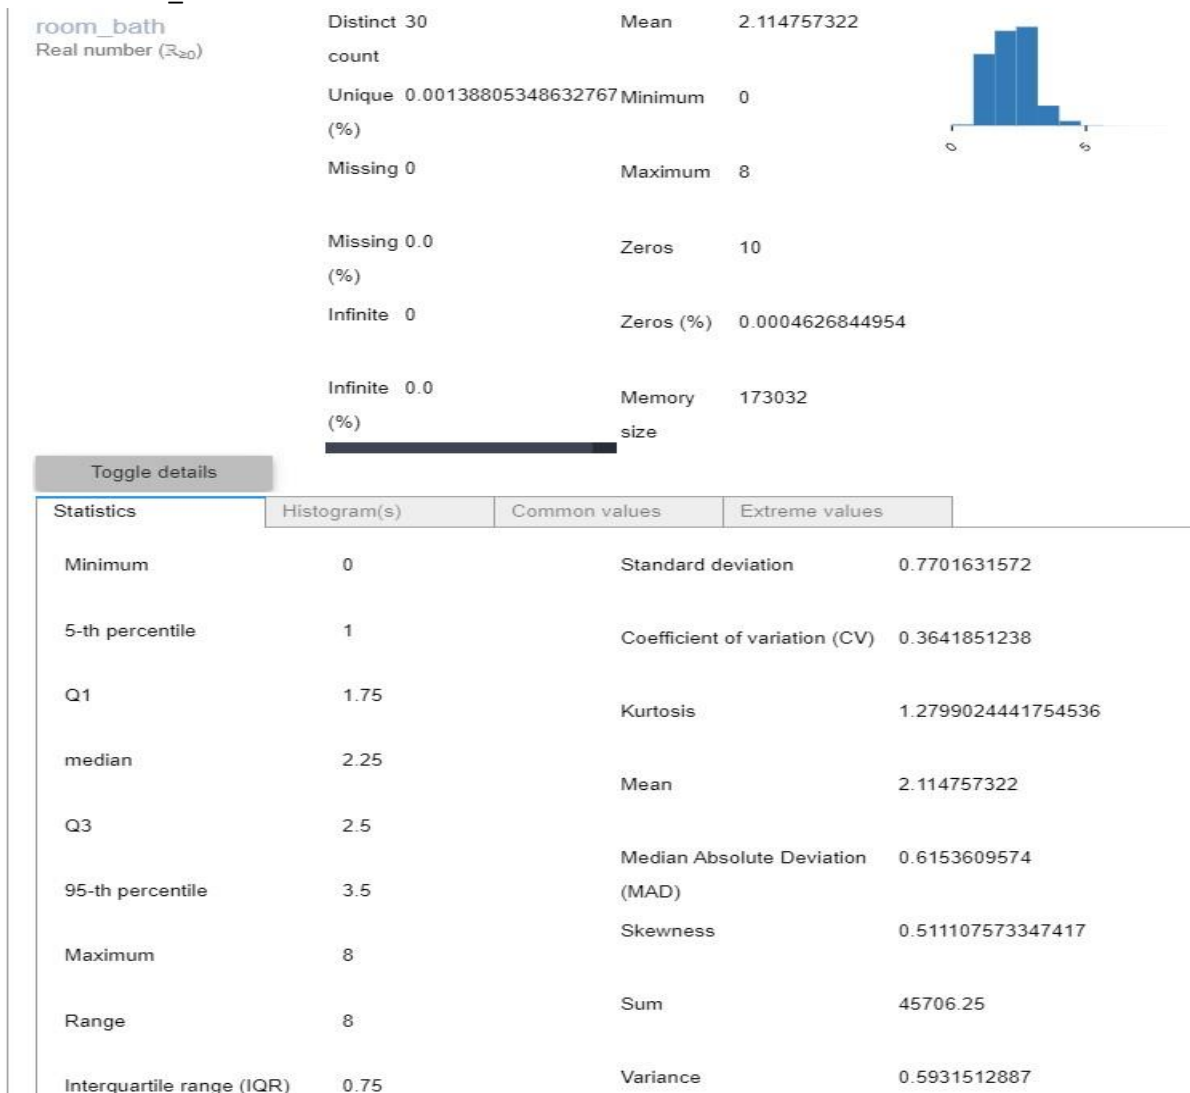 room_bath
Real number (ℝ≥0)
Distinct 30
count
Unique 0.00138805348632767
(%)
Missing 0
Missing 0.0
(%)
Infinite 0
Infinite 0.0
(%)
Mean 2.114757322
Minimum 0
Maximum 8
Zeros 10
Zeros (%) 0.0004626844954
Memory 173032
size
0 5
Toggle details
Statistics Histogram(s) Common values Extreme values
Minimum 0
5-th percentile 1
Q1 1.75
median 2.25
Q3 2.5
95-th percentile 3.5
Maximum 8
Range 8
Interquartile range (IQR) 0.75
Standard deviation 0.7701631572
Coefficient of variation (CV) 0.3641851238
Kurtosis 1.2799024441754536
Mean 2.114757322
Median Absolute Deviation 0.6153609574
(MAD)
Skewness 0.511107573347417
Sum 45706.25
Variance 0.5931512887